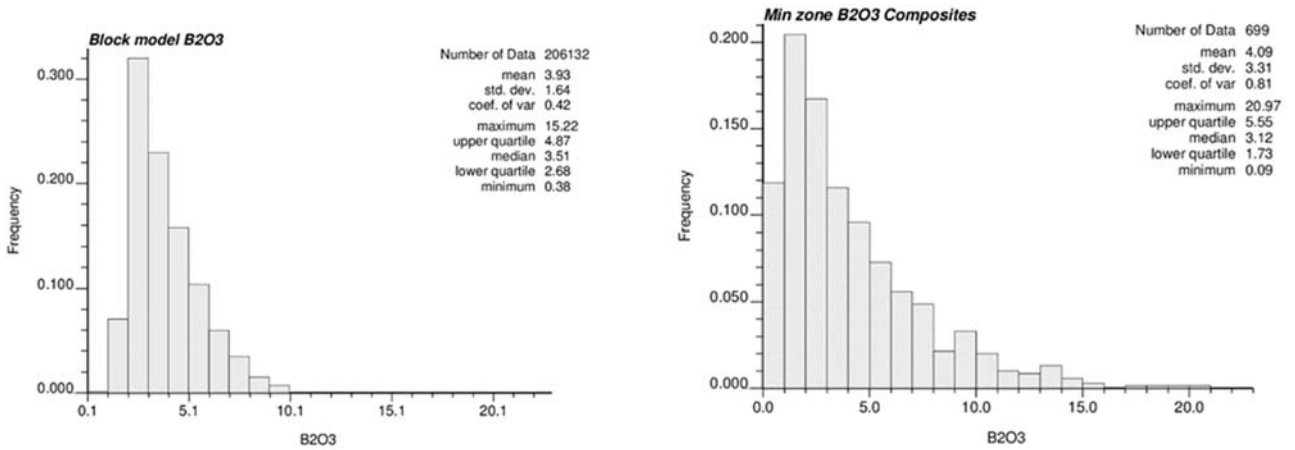 Block model B2O3
Number of Data 206132
mean 3.93
std. dev. 1.64
coef. of var 0.42
maximum 15.22
upper quartile 4.87
median 3.51
lower quartile 2.68
minimum 0.38
Frequency
0.300
0.200
0.100
0.000
0.1 5.1 10.1 15.1 20.1
B2O3
Min zone B2O3 Composites
Number of Data 699
mean 4.09
std. dev. 3.31
coef. of var 0.81
maximum 20.97
upper quartile 5.55
median 3.12
lower quartile 1.73
minimum 0.09
Frequency
0.200
0.150
0.100
0.050
0.000
0.0 5.0 10.0 15.0 20.0
B2O3